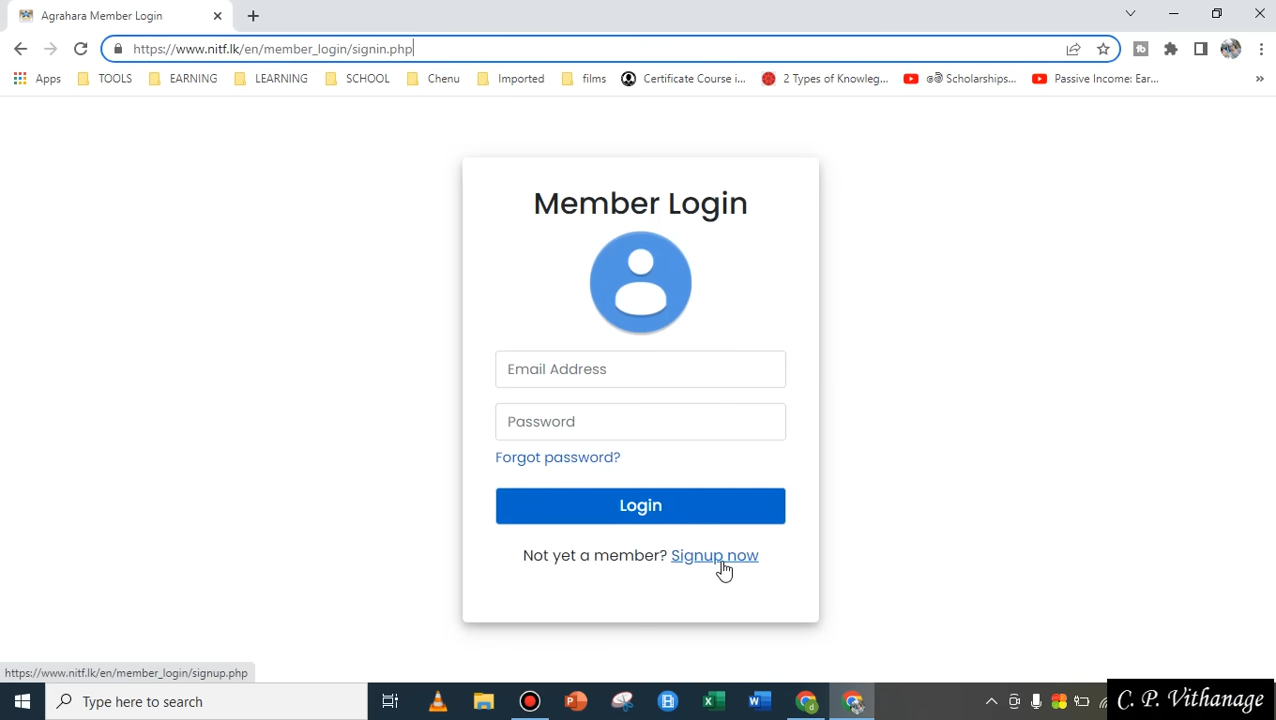 Agrahara Member Login
https://www.nitf.lk/en/member_login/signin.php
Apps TOOLS EARNING LEARNING SCHOOL Chenu Imported films Certificate Course i... 2 Types of Knowleg... @® Scholarships... Passive Income: Ear... »
Member Login
Email Address
Password
Forgot password?
Login
Not yet a member? Signup now
https://www.nitf.lk/en/member_login/signup.php
Type here to search
C. P. Vithanage